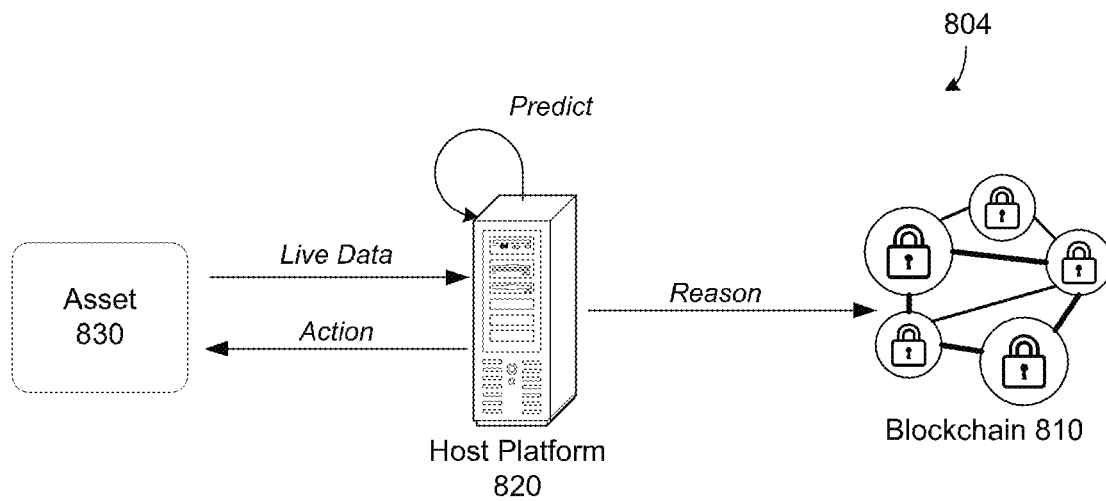 804
Predict
Live Data
Asset
830
Action
Reason
Host Platform
820
Blockchain 810